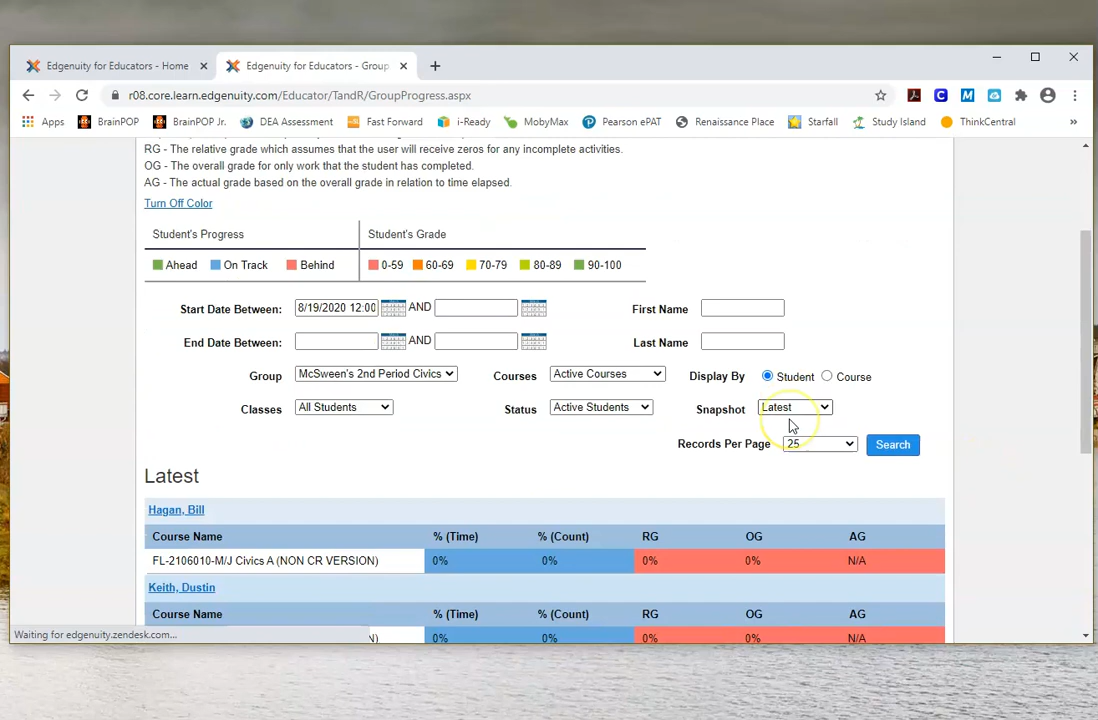 Edgenuity for Educators - Home
Edgenuity for Educators - Group
r08.core.learn.edgenuity.com/Educator/TandR/GroupProgress.aspx
Apps BrainPOP BrainPOP Jr. DEA Assessment Fast Forward i-Ready MobyMax Pearson ePAT Renaissance Place Starfall Study Island ThinkCentral »
RG - The relative grade which assumes that the user will receive zeros for any incomplete activities.
OG - The overall grade for only work that the student has completed.
AG - The actual grade based on the overall grade in relation to time elapsed.
Turn Off Color
Student's Progress Student's Grade
Ahead On Track Behind 0-59 60-69 70-79 80-89 90-100
Start Date Between: 8/19/2020 12:00 AND First Name
End Date Between: AND Last Name
Group McSween's 2nd Period Civics Courses Active Courses Display By Student Course
Classes All Students Status Active Students Snapshot Latest
Records Per Page 25 Search
Latest
Hagan, Bill
Course Name % (Time) % (Count) RG OG AG
FL-2106010-M/J Civics A (NON CR VERSION) 0% 0% 0% 0% N/A
Keith, Dustin
Course Name % (Time) % (Count) RG OG AG
0% 0% 0% 0% N/A
Waiting for edgenuity.zendesk.com...